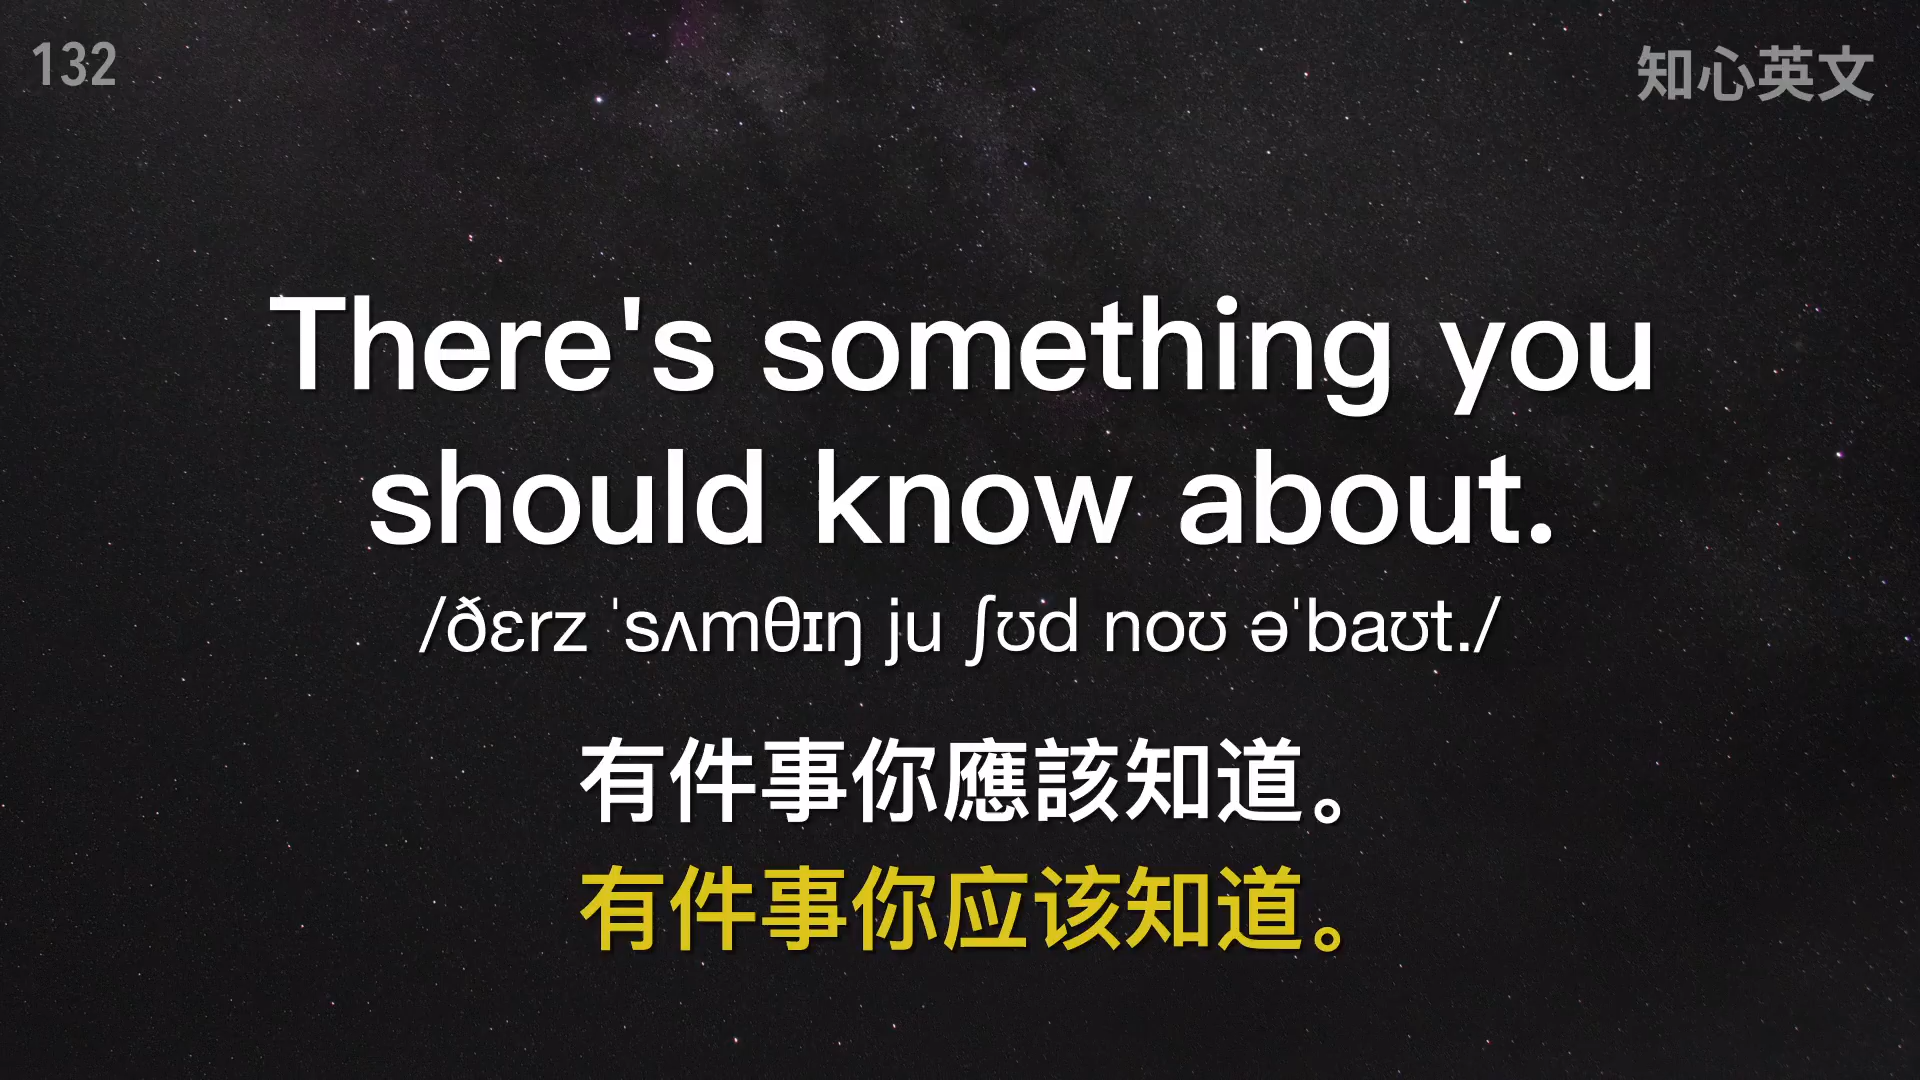 132
知心英文
There's something you
should know about.
/ðɛrz ˈsʌmθɪŋ ju ʃʊd noʊ əˈbaʊt./
有件事你應該知道。
有件事你应该知道。